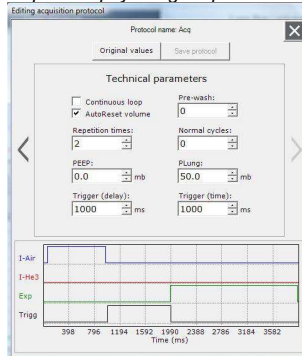 Editing acquisition protocol
Protocol name: Acq
Original values
Save protocol
Technical parameters
Continuous loop
AutoReset volume
Pre-wash:
0
Repetition times:
2
Normal cycles:
0
PEEP:
0.0 mb
PLung:
50.0 mb
Trigger (delay):
1000 ms
Trigger (time):
1000 ms
I-Air
I-He3
Exp
Trigg
398 796 1194 1592 1990 2388 2786 3184 3582
Time (ms)